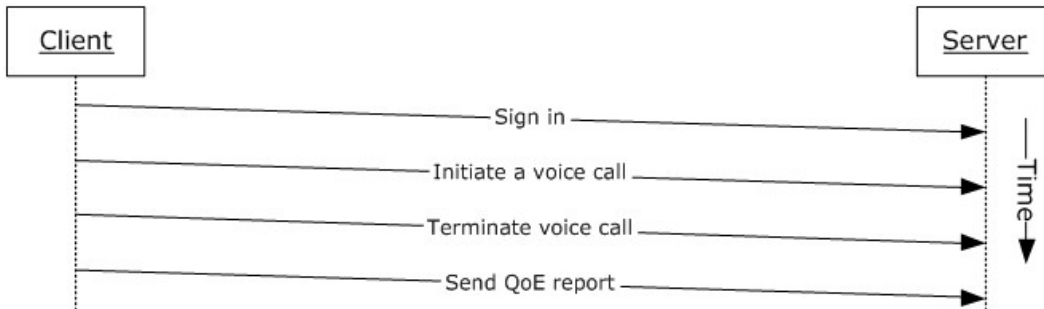 Client
Server
Sign in
Initiate a voice call
Terminate voice call
Send QoE report
Time